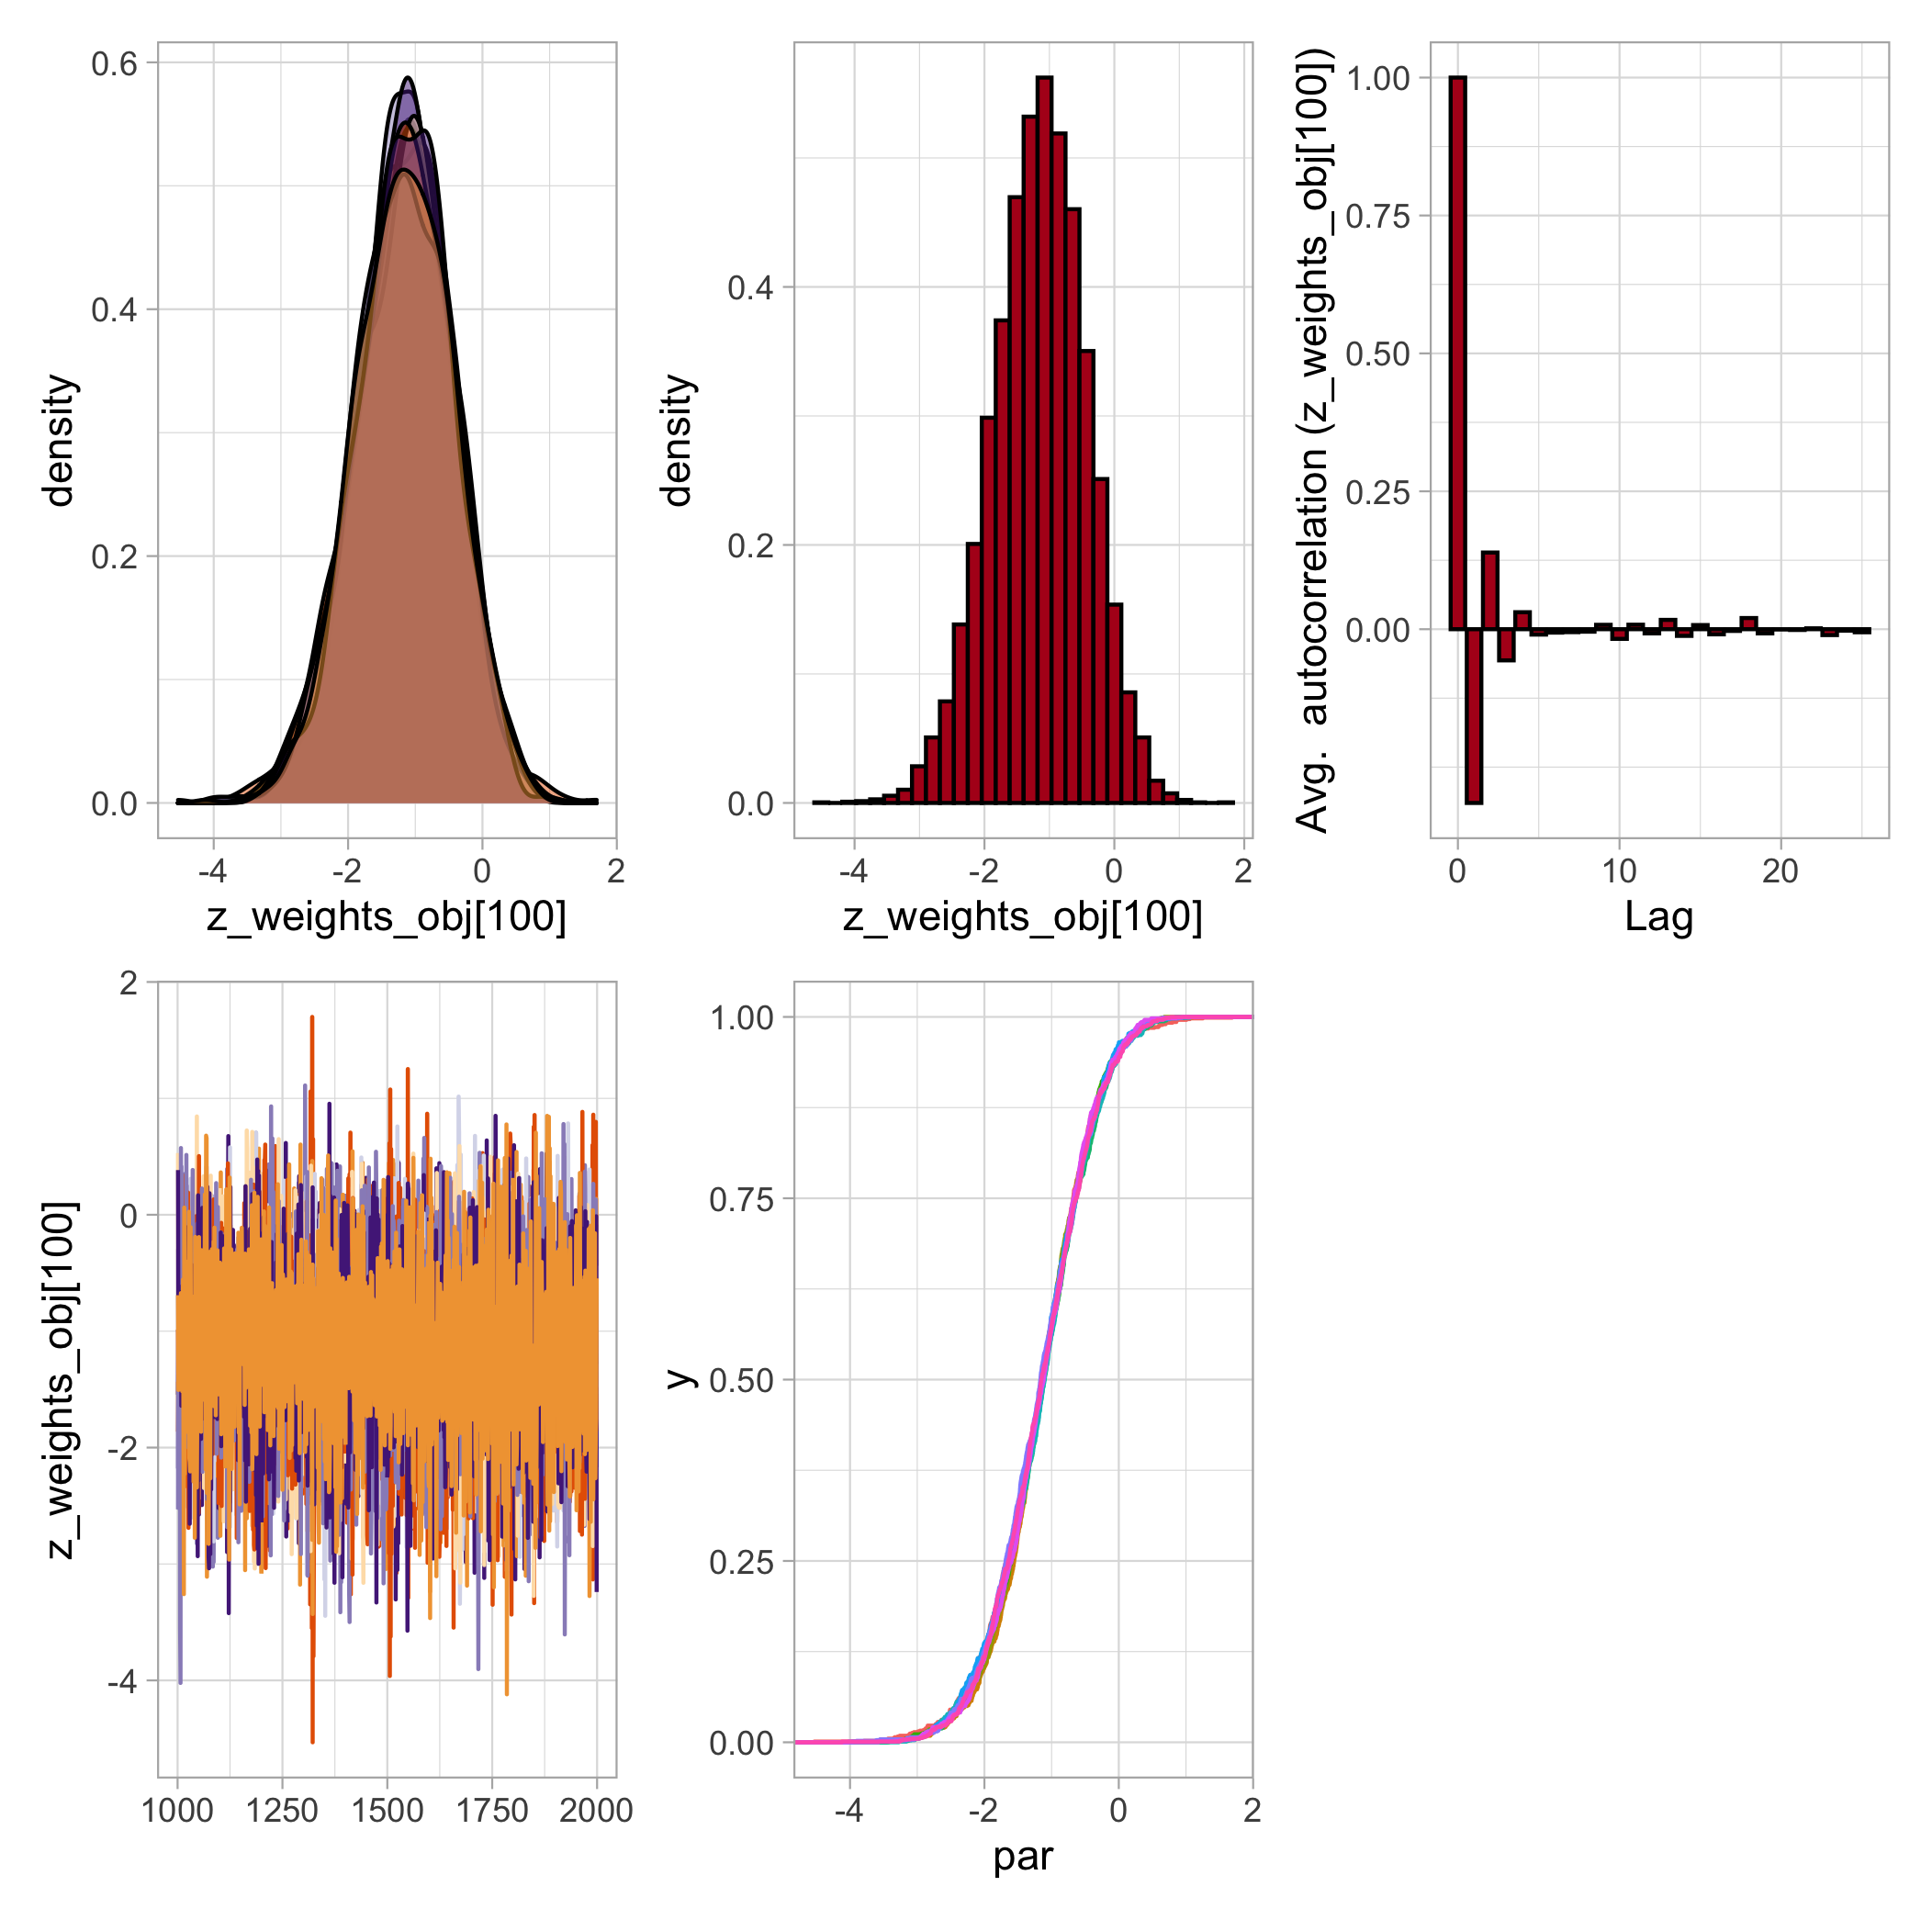 0.6
0.4
0.2
0.0
density
-4 -2 0 2
z_weights_obj[100]
0.4
0.2
0.0
density
-4 -2 0 2
z_weights_obj[100]
1.00
0.75
0.50
0.25
0.00
Avg. autocorrelation (z_weights_obj[100])
0 10 20
Lag
2
0
-2
-4
z_weights_obj[100]
1000 1250 1500 1750 2000
1.00
0.75
0.50
0.25
0.00
y
-4 -2 0 2
par